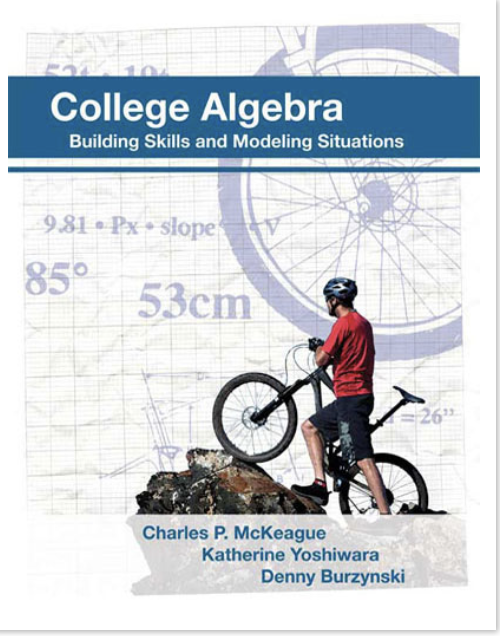 College Algebra
Building Skills and Modeling Situations
9.81 • Px • slope
V
85°
53cm
= 26"
Charles P. McKeague
Katherine Yoshiwara
Denny Burzynski